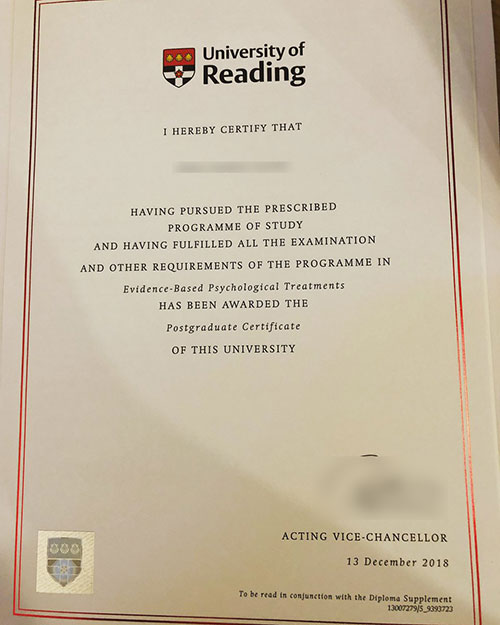 University of
Reading
I HEREBY CERTIFY THAT
HAVING PURSUED THE PRESCRIBED
PROGRAMME OF STUDY
AND HAVING FULFILLED ALL THE EXAMINATION
AND OTHER REQUIREMENTS OF THE PROGRAMME IN
Evidence-Based Psychological Treatments
HAS BEEN AWARDED THE
Postgraduate Certificate
OF THIS UNIVERSITY
ACTING VICE-CHANCELLOR
13 December 2018
To be read in conjunction with the Diploma Supplement
13007279/5_9393723